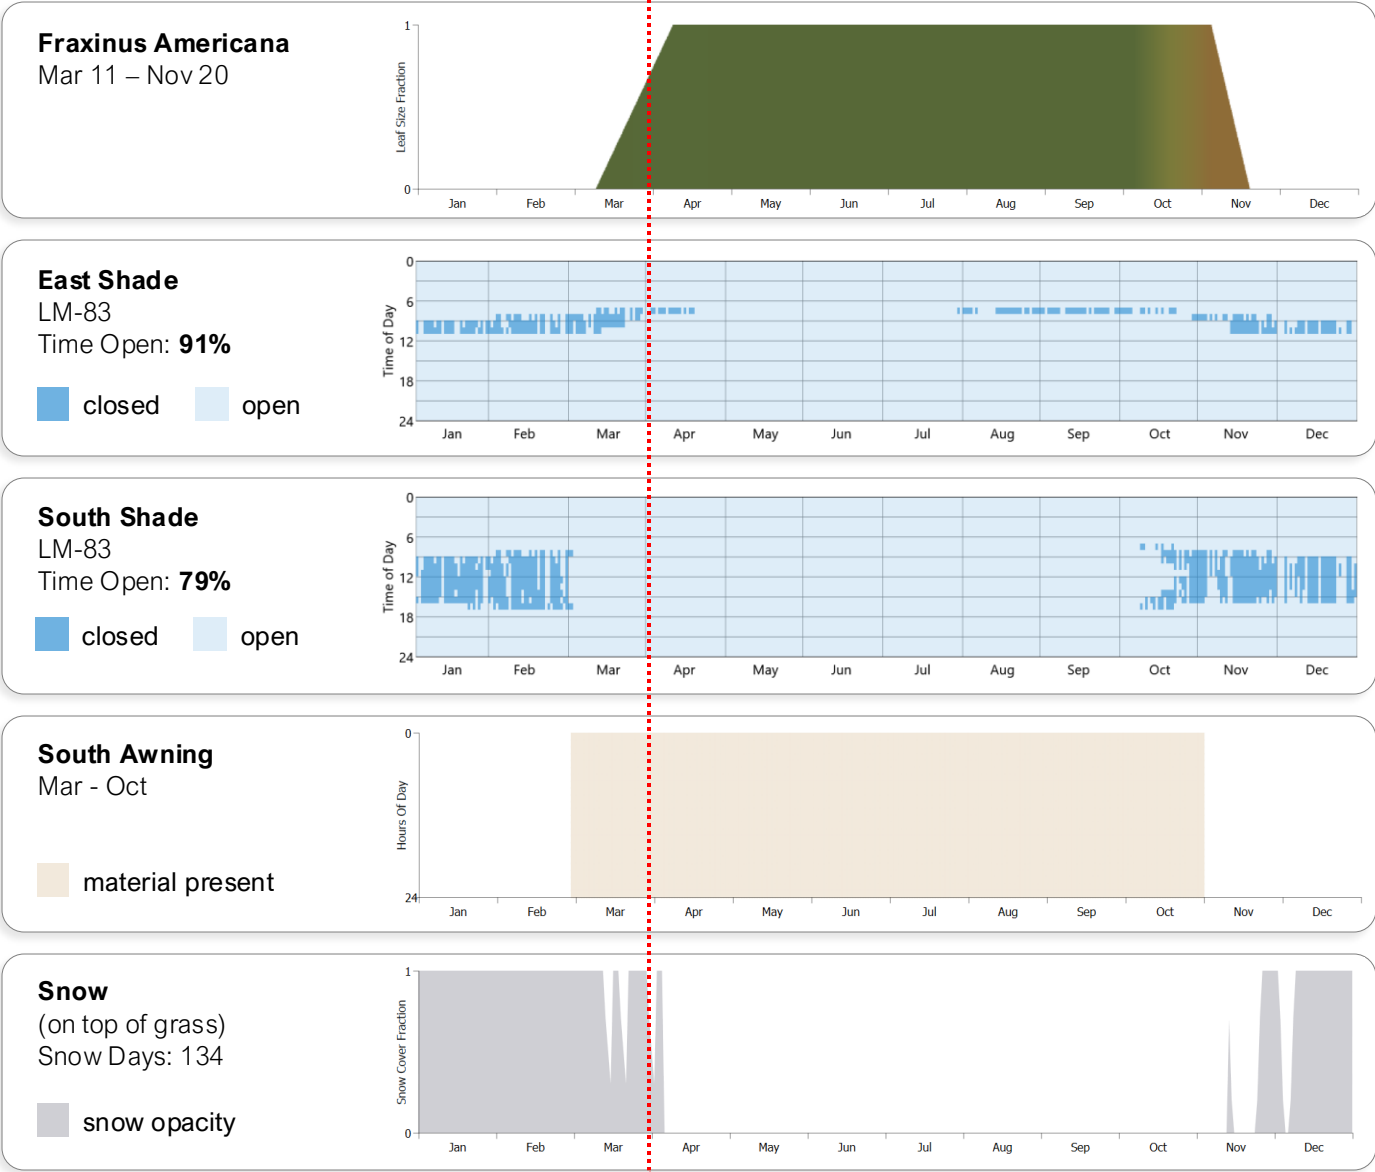 Fraxinus Americana
Mar 11 – Nov 20
Leaf Size Fraction
1
0
Jan Feb Mar Apr May Jun Jul Aug Sep Oct Nov Dec
East Shade
LM-83
Time Open: 91%
closed open
Time of Day
0
6
12
18
24
Jan Feb Mar Apr May Jun Jul Aug Sep Oct Nov Dec
South Shade
LM-83
Time Open: 79%
closed open
Time of Day
0
6
12
18
24
Jan Feb Mar Apr May Jun Jul Aug Sep Oct Nov Dec
South Awning
Mar - Oct
material present
Hours Of Day
0
24
Jan Feb Mar Apr May Jun Jul Aug Sep Oct Nov Dec
Snow
(on top of grass)
Snow Days: 134
snow opacity
Snow Cover Fraction
1
0
Jan Feb Mar Apr May Jun Jul Aug Sep Oct Nov Dec